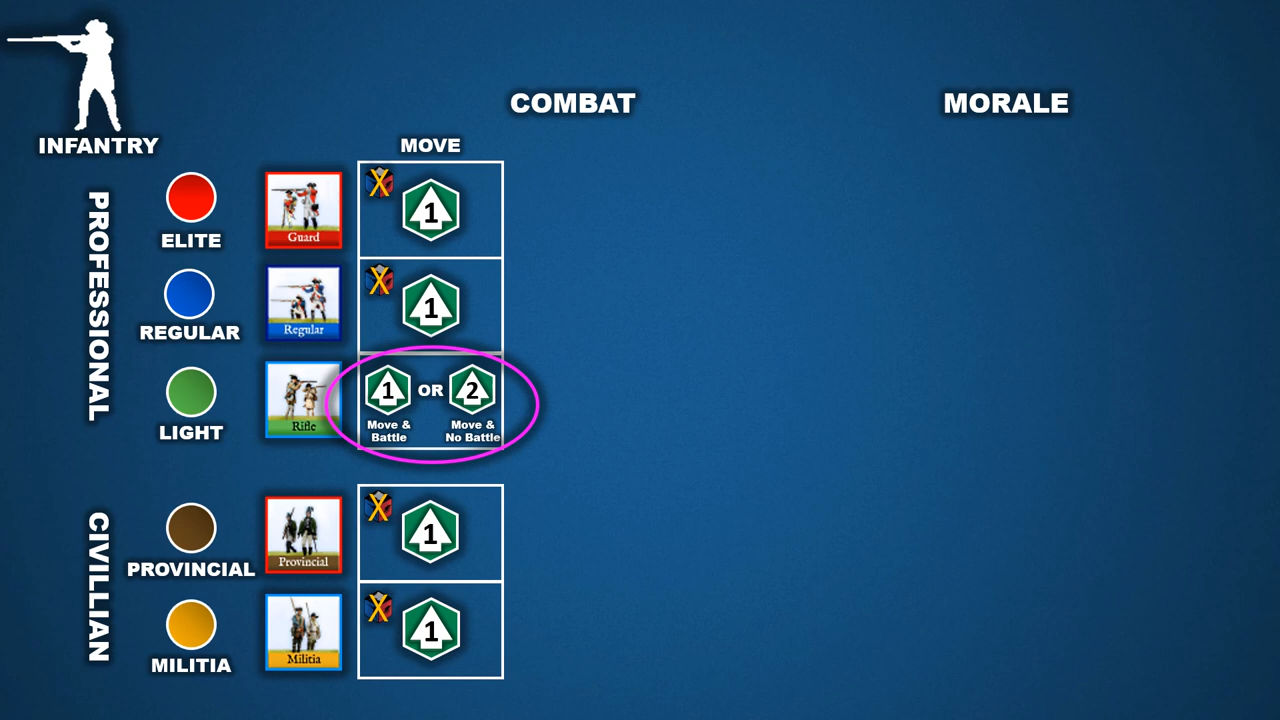 COMBAT
MORALE
INFANTRY
MOVE
PROFESSIONAL
ELITE
Guard
1
REGULAR
Regular
1
LIGHT
Rifle
1 OR 2
Move &
Battle
Move &
No Battle
CIVILLIAN
PROVINCIAL
Provincial
1
MILITIA
Militia
1